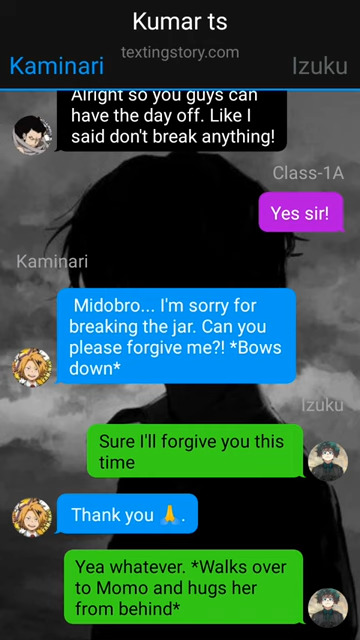 Kumar ts
textingstory.com
Kaminari
Izuku
Alright so you guys can
have the day off. Like I
said don't break anything!
Class-1A
Yes sir!
Kaminari
Midobro... I'm sorry for
breaking the jar. Can you
please forgive me?! *Bows
down*
Izuku
Sure I'll forgive you this
time
Thank you 🙏.
Yea whatever. *Walks over
to Momo and hugs her
from behind*